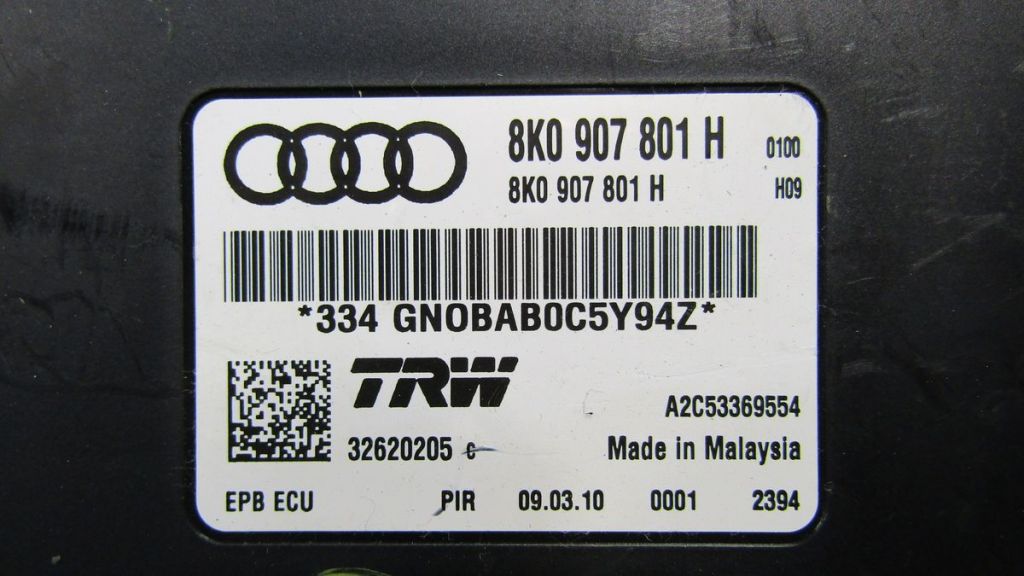 8K0 907 801 H 0100
8K0 907 801 H H09
*334 GNOBAB0C5Y94Z*
TRW
A2C53369554
32620205 c Made in Malaysia
EPB ECU PIR 09.03.10 0001 2394